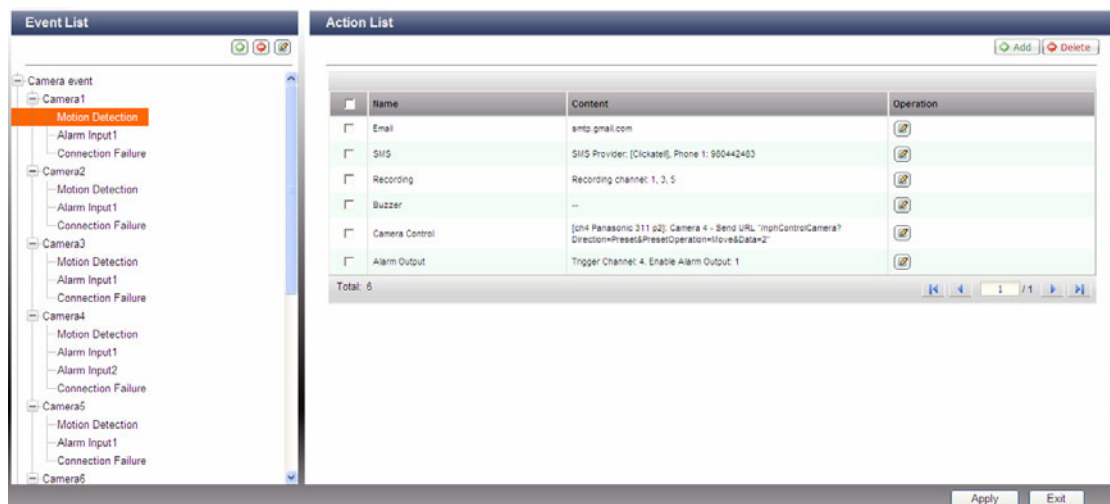 Event List
Camera event
Camera1
Motion Detection
Alarm Input1
Connection Failure
Camera2
Motion Detection
Alarm Input1
Connection Failure
Camera3
Motion Detection
Alarm Input1
Connection Failure
Camera4
Motion Detection
Alarm Input1
Alarm Input2
Connection Failure
Camera5
Motion Detection
Alarm Input1
Connection Failure
Camera6
Action List
Add Delete
Name Content Operation
Email smtp.gmail.com
SMS SMS Provider: [Clickatell], Phone 1: 980442483
Recording Recording channel: 1, 3, 5
Buzzer --
Camera Control [ch4 Panasonic 311 p2]: Camera 4 - Send URL "/nphControlCamera?
Direction=Preset&PresetOperation=Move&Data=2"
Alarm Output Trigger Channel: 4, Enable Alarm Output: 1
Total: 6 1 / 1
Apply Exit